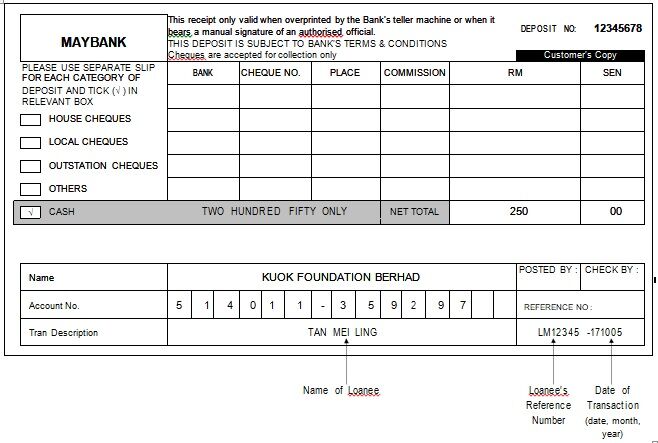 This receipt only valid when overprinted by the Bank's teller machine or when it
bears a manual signature of an authorised official.
DEPOSIT NO: 12345678
MAYBANK
THIS DEPOSIT IS SUBJECT TO BANK'S TERMS & CONDITIONS
Cheques are accepted for collection only
Customer's Copy
PLEASE USE SEPARATE SLIP
FOR EACH CATEGORY OF
DEPOSIT AND TICK (√ ) IN
RELEVANT BOX
BANK CHEQUE NO. PLACE COMMISSION RM SEN
HOUSE CHEQUES
LOCAL CHEQUES
OUTSTATION CHEQUES
OTHERS
√ CASH TWO HUNDRED FIFTY ONLY NET TOTAL 250 00
Name KUOK FOUNDATION BERHAD POSTED BY : CHECK BY :
Account No. 5 1 4 0 1 1 - 3 5 9 2 9 7 REFERENCE NO :
Tran Description TAN MEI LING LM12345 -171005
Name of Loanee
Loanee's
Reference
Number
Date of
Transaction
(date, month,
year)